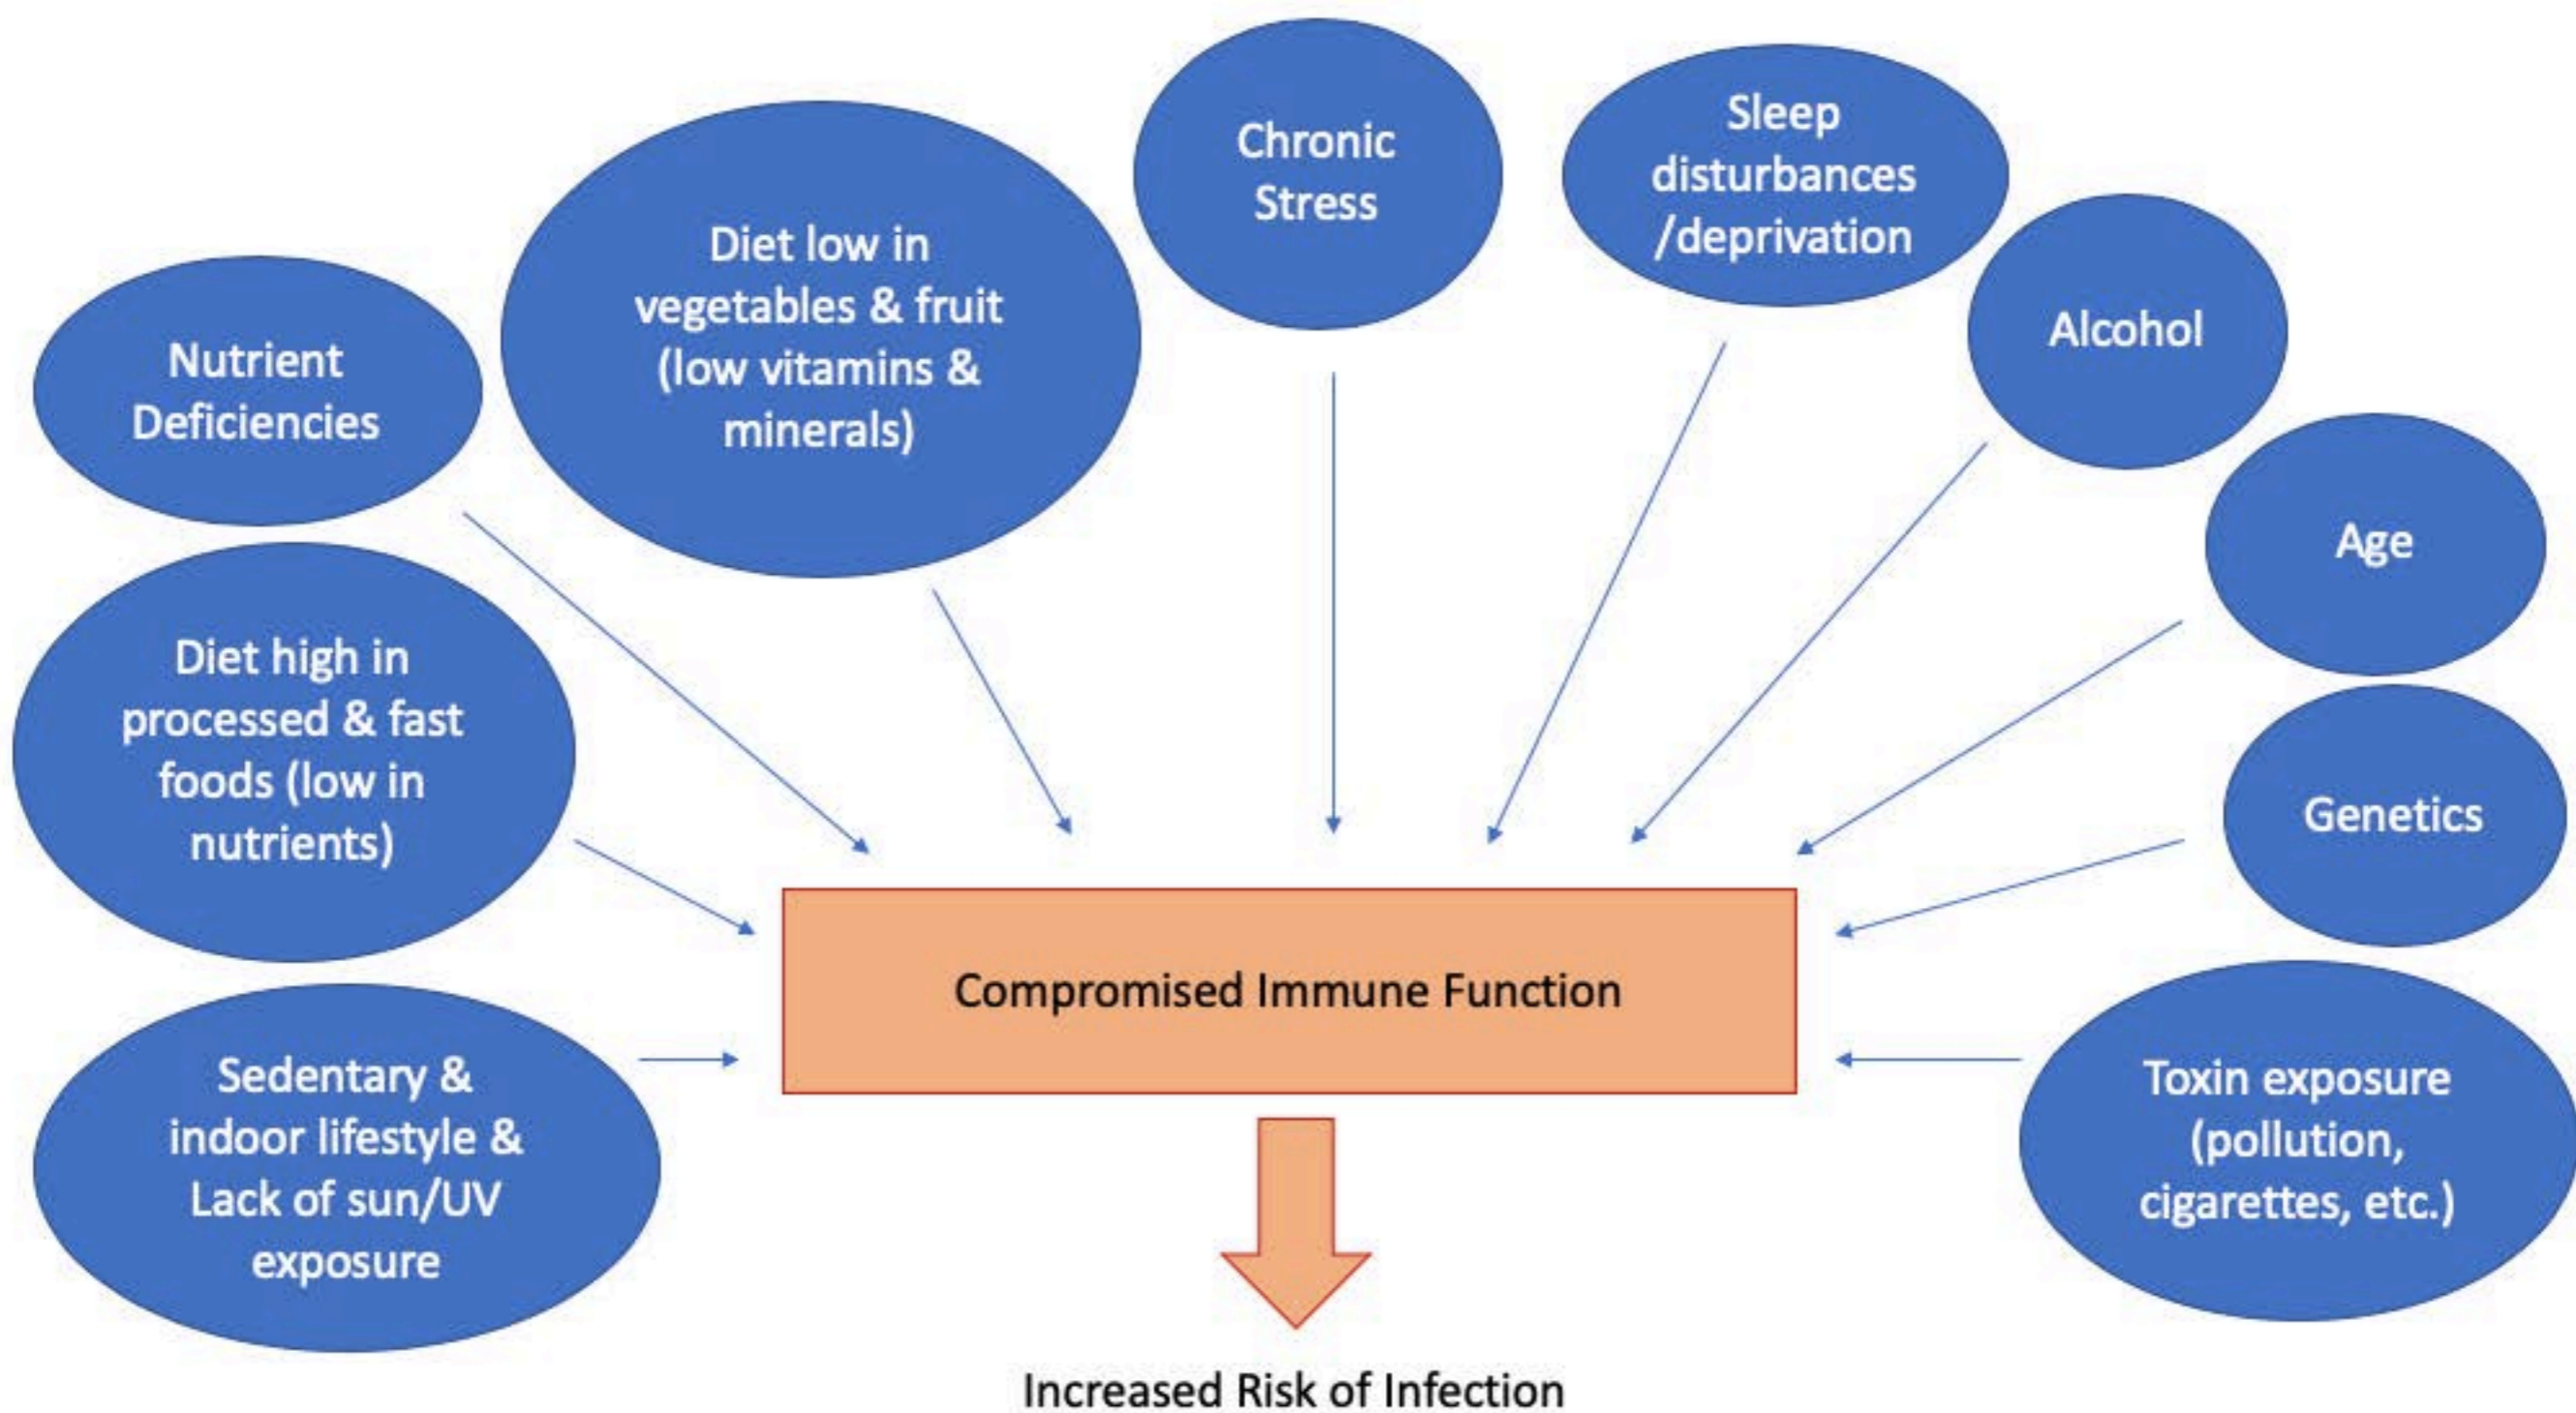 Chronic
Stress
Sleep
disturbances
/deprivation
Diet low in
vegetables & fruit
(low vitamins &
minerals)
Alcohol
Nutrient
Deficiencies
Age
Diet high in
processed & fast
foods (low in
nutrients)
Genetics
Compromised Immune Function
Sedentary &
indoor lifestyle &
Lack of sun/UV
exposure
Toxin exposure
(pollution,
cigarettes, etc.)
Increased Risk of Infection